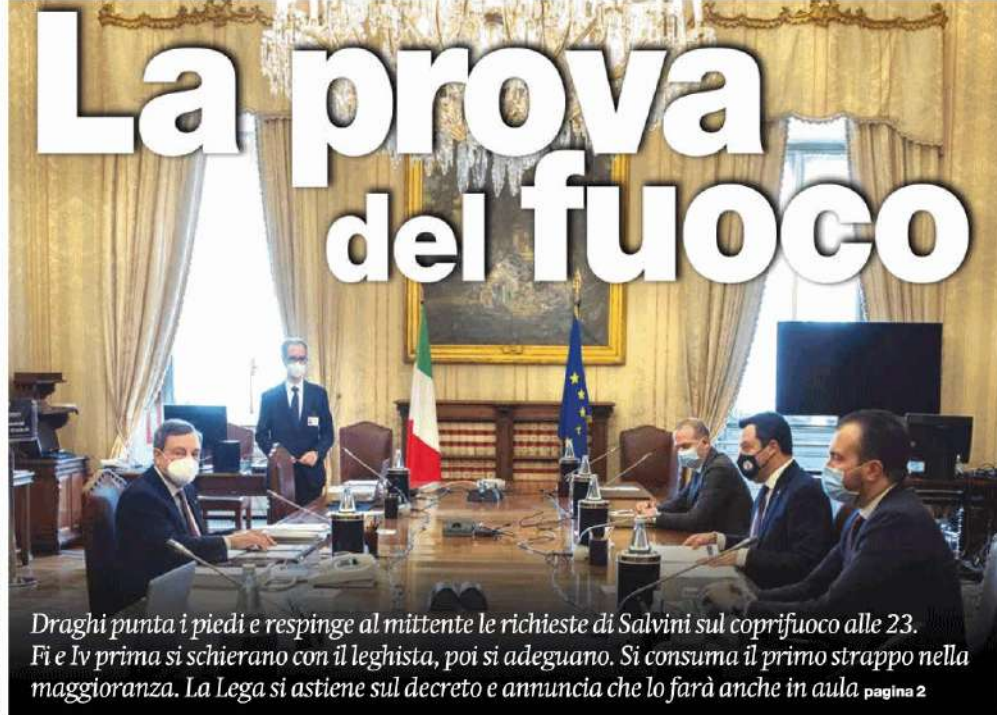 La prova
del fuoco
Draghi punta i piedi e respinge al mittente le richieste di Salvini sul coprifuoco alle 23.
Fi e Iv prima si schierano con il leghista, poi si adeguano. Si consuma il primo strappo nella
maggioranza. La Lega si astiene sul decreto e annuncia che lo farà anche in aula pagina 2